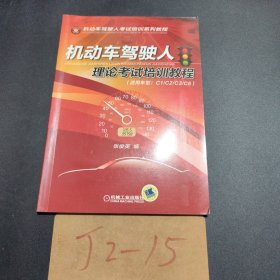 机动车驾驶人考试培训系列教程
机动车驾驶人
理论考试培训教程
(适用车型:C1/C2/C3/C6)
编
机械工业出版社
J2-15